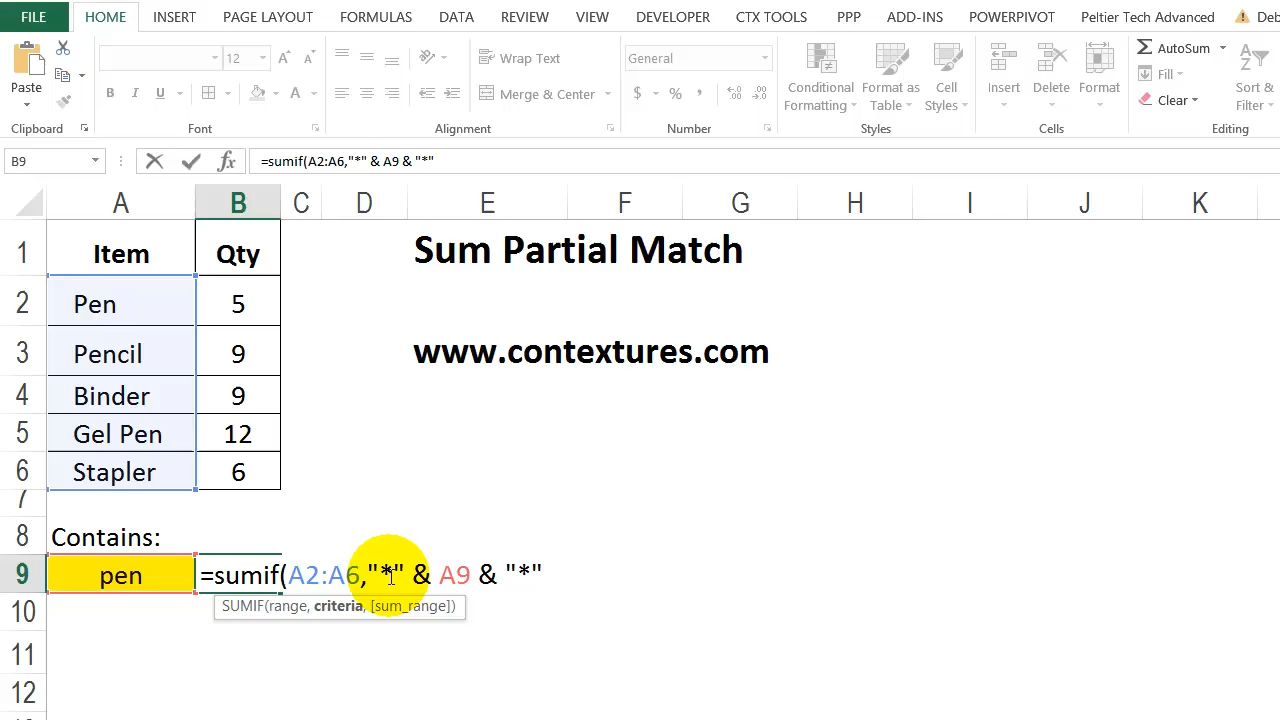 FILE HOME INSERT PAGE LAYOUT FORMULAS DATA REVIEW VIEW DEVELOPER CTX TOOLS PPP ADD-INS POWERPIVOT Peltier Tech Advanced Deb
12 A A Wrap Text General AutoSum
Paste Conditional Format as Cell Insert Delete Format Fill Sort &
B I U A Merge & Center $ % , Formatting Table Styles Clear Filter
Clipboard Font Alignment Number Styles Cells Editing
B9 fx =sumif(A2:A6,"*" & A9 & "*"
A B C D E F G H I J K
1 Item Qty Sum Partial Match
2 Pen 5
3 Pencil 9 www.contextures.com
4 Binder 9
5 Gel Pen 12
6 Stapler 6
7
8 Contains:
9 pen =sumif(A2:A6,"*" & A9 & "*"
10 SUMIF(range, criteria, [sum_range])
11
12